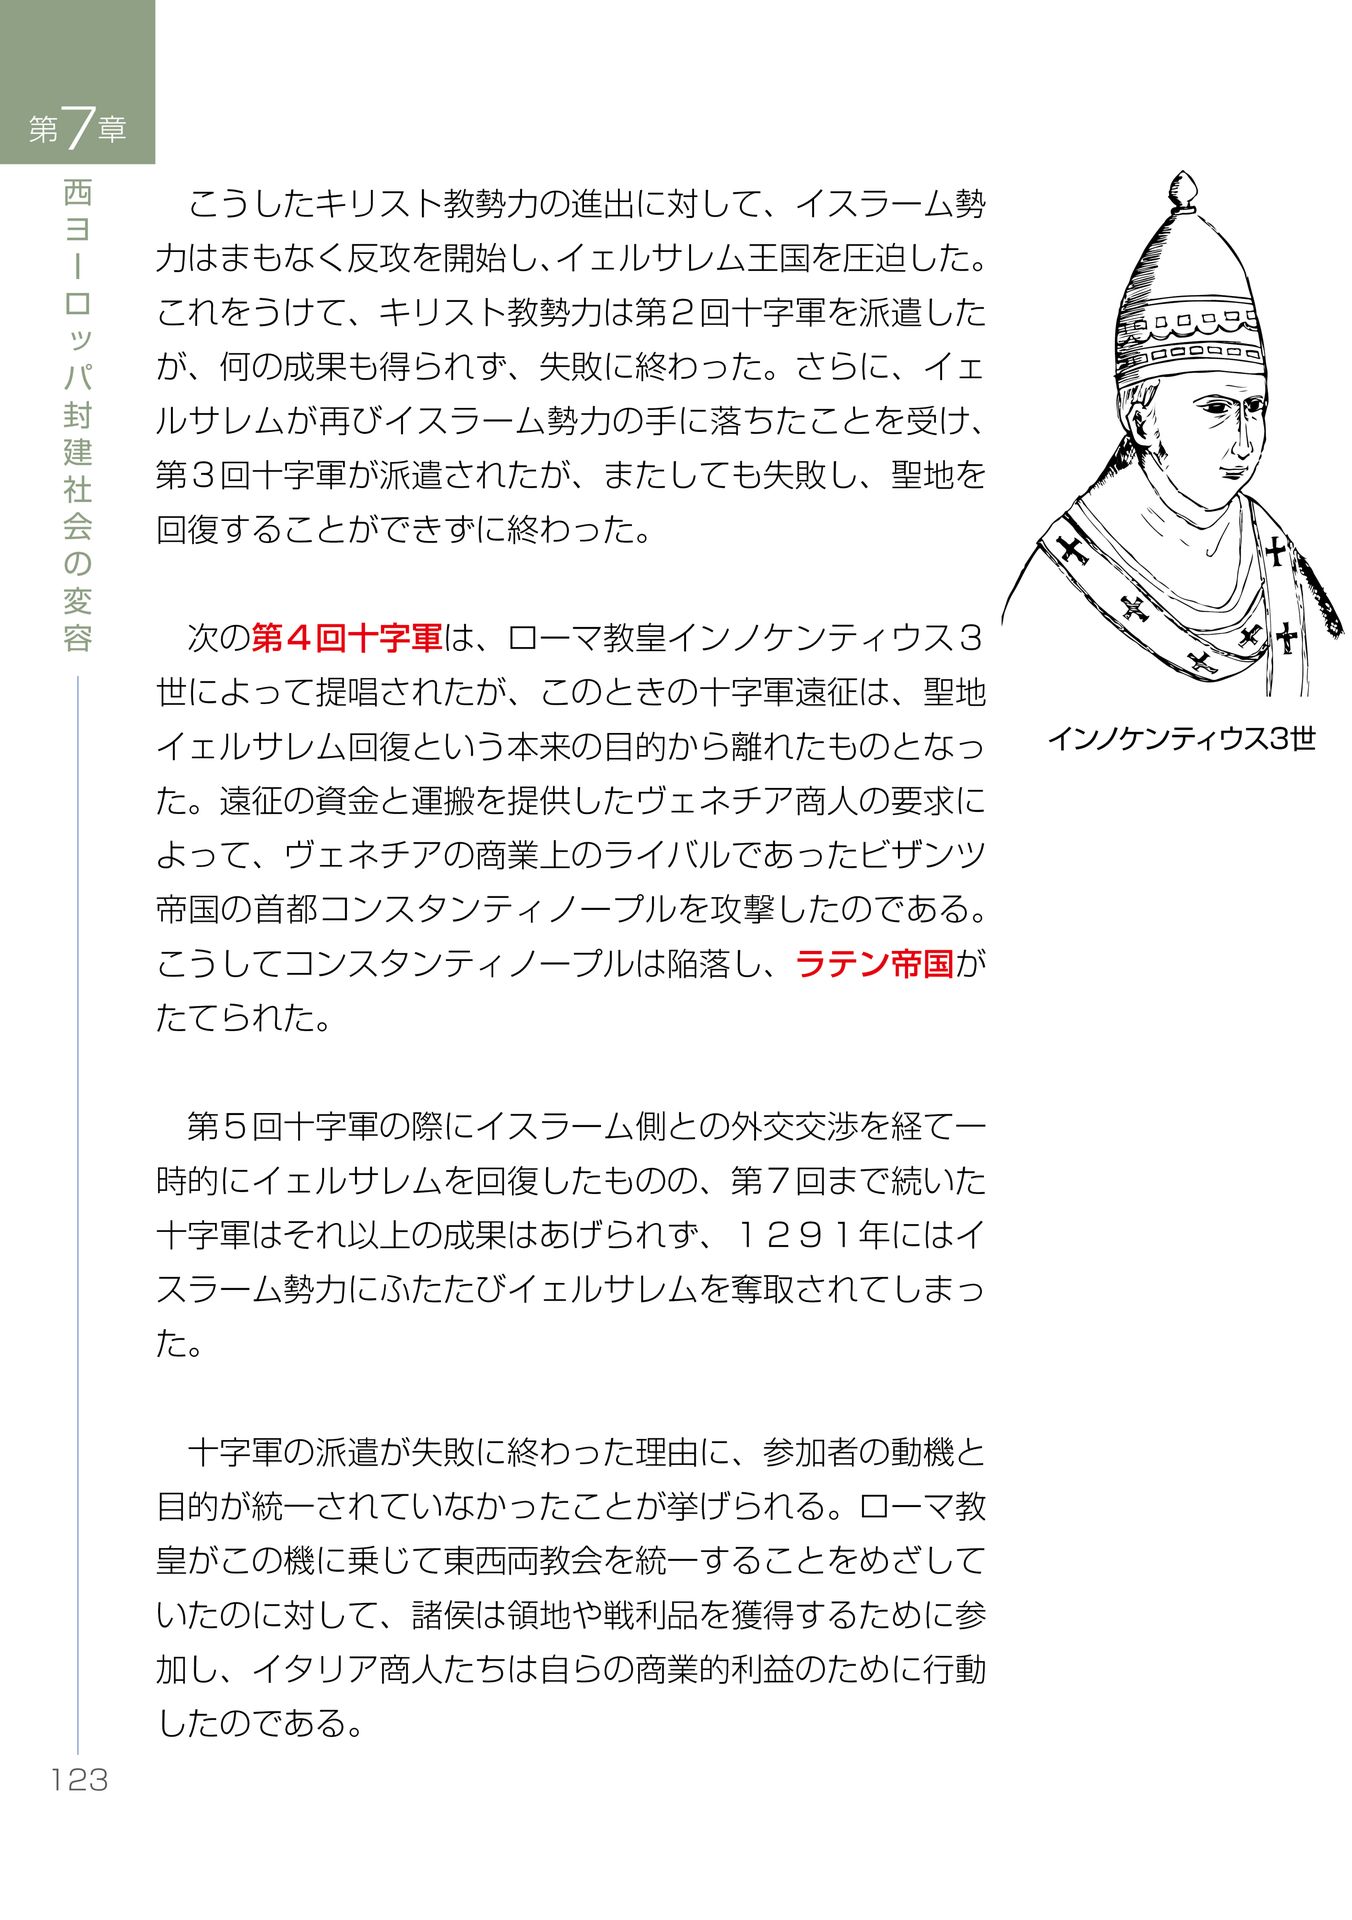 第7章
西ヨーロッパ封建社会の変容
　こうしたキリスト教勢力の進出に対して、イスラーム勢
力はまもなく反攻を開始し、イェルサレム王国を圧迫した。
これをうけて、キリスト教勢力は第２回十字軍を派遣した
が、何の成果も得られず、失敗に終わった。さらに、イェ
ルサレムが再びイスラーム勢力の手に落ちたことを受け、
第３回十字軍が派遣されたが、またしても失敗し、聖地を
回復することができずに終わった。
　次の第４回十字軍は、ローマ教皇インノケンティウス３
世によって提唱されたが、このときの十字軍遠征は、聖地
イェルサレム回復という本来の目的から離れたものとなっ
た。遠征の資金と運搬を提供したヴェネチア商人の要求に
よって、ヴェネチアの商業上のライバルであったビザンツ
帝国の首都コンスタンティノープルを攻撃したのである。
こうしてコンスタンティノープルは陥落し、ラテン帝国が
たてられた。
　第５回十字軍の際にイスラーム側との外交交渉を経て一
時的にイェルサレムを回復したものの、第７回まで続いた
十字軍はそれ以上の成果はあげられず、１２９１年にはイ
スラーム勢力にふたたびイェルサレムを奪取されてしまっ
た。
　十字軍の派遣が失敗に終わった理由に、参加者の動機と
目的が統一されていなかったことが挙げられる。ローマ教
皇がこの機に乗じて東西両教会を統一することをめざして
いたのに対して、諸侯は領地や戦利品を獲得するために参
加し、イタリア商人たちは自らの商業的利益のために行動
したのである。
インノケンティウス3世
123